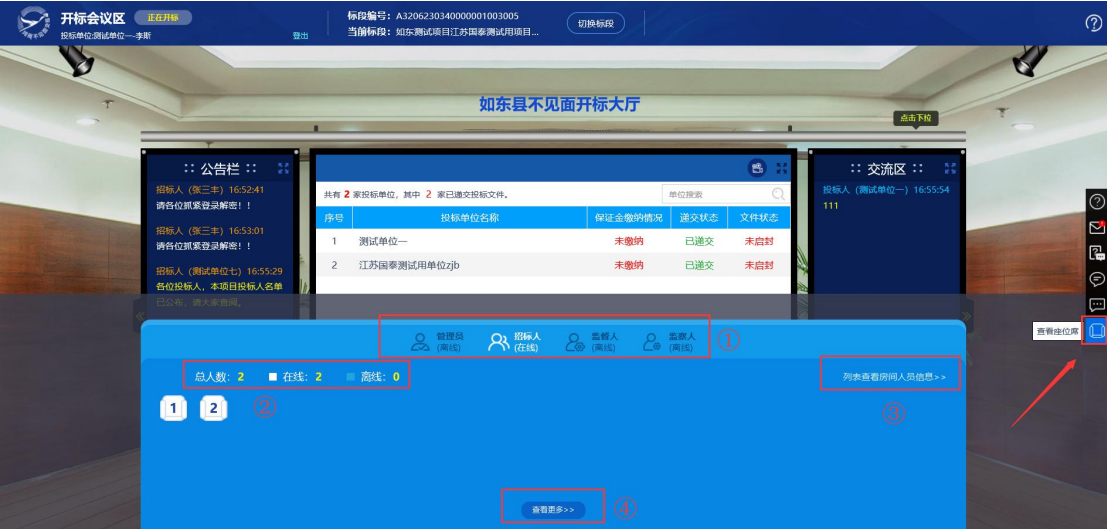 开标会议区 正在开标
投标单位:测试单位一--李斯
登出
标段编号：A3206230340000001003005
当前标段：如东测试项目江苏国泰测试用项目...
切换标段
如东县不见面开标大厅
点击下拉
:: 公告栏 ::
招标人 (张三丰) 16:52:41
请各位抓紧登录解密！！
招标人 (张三丰) 16:53:01
请各位抓紧登录解密！！
招标人 (测试单位七) 16:55:29
各位投标人，本项目投标人名单
已公布，请大家查阅。
共有 2 家投标单位，其中 2 家已递交投标文件。
单位搜索
序号 投标单位名称 保证金缴纳情况 递交状态 文件状态
1 测试单位一 未缴纳 已递交 未启封
2 江苏国泰测试用单位zjb 未缴纳 已递交 未启封
:: 交流区 ::
投标人 (测试单位一) 16:55:54
111
查看座位席
管理员 (离线)
招标人 (在线)
监督人 (离线)
监察人 (离线)
①
总人数：2 在线：2 离线：0
②
列表查看房间人员信息>>
③
1 2
查看更多>>
④